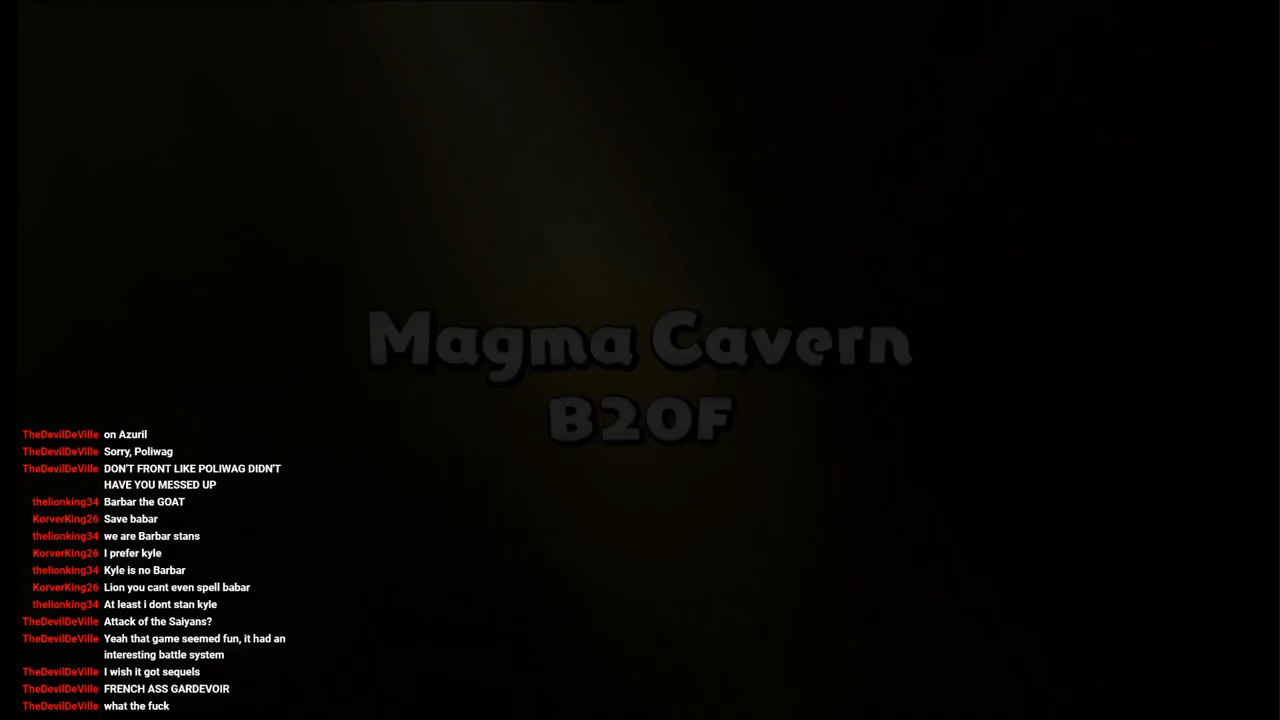 Magma Cavern
B20F
TheDevilDeVille on Azuril
TheDevilDeVille Sorry, Poliwag
TheDevilDeVille DON'T FRONT LIKE POLIWAG DIDN'T
HAVE YOU MESSED UP
thelionking34 Barbar the GOAT
KorverKing26 Save babar
thelionking34 we are Barbar stans
KorverKing26 I prefer kyle
thelionking34 Kyle is no Barbar
KorverKing26 Lion you cant even spell babar
thelionking34 At least i dont stan kyle
TheDevilDeVille Attack of the Saiyans?
TheDevilDeVille Yeah that game seemed fun, it had an
interesting battle system
TheDevilDeVille I wish it got sequels
TheDevilDeVille FRENCH ASS GARDEVOIR
TheDevilDeVille what the fuck